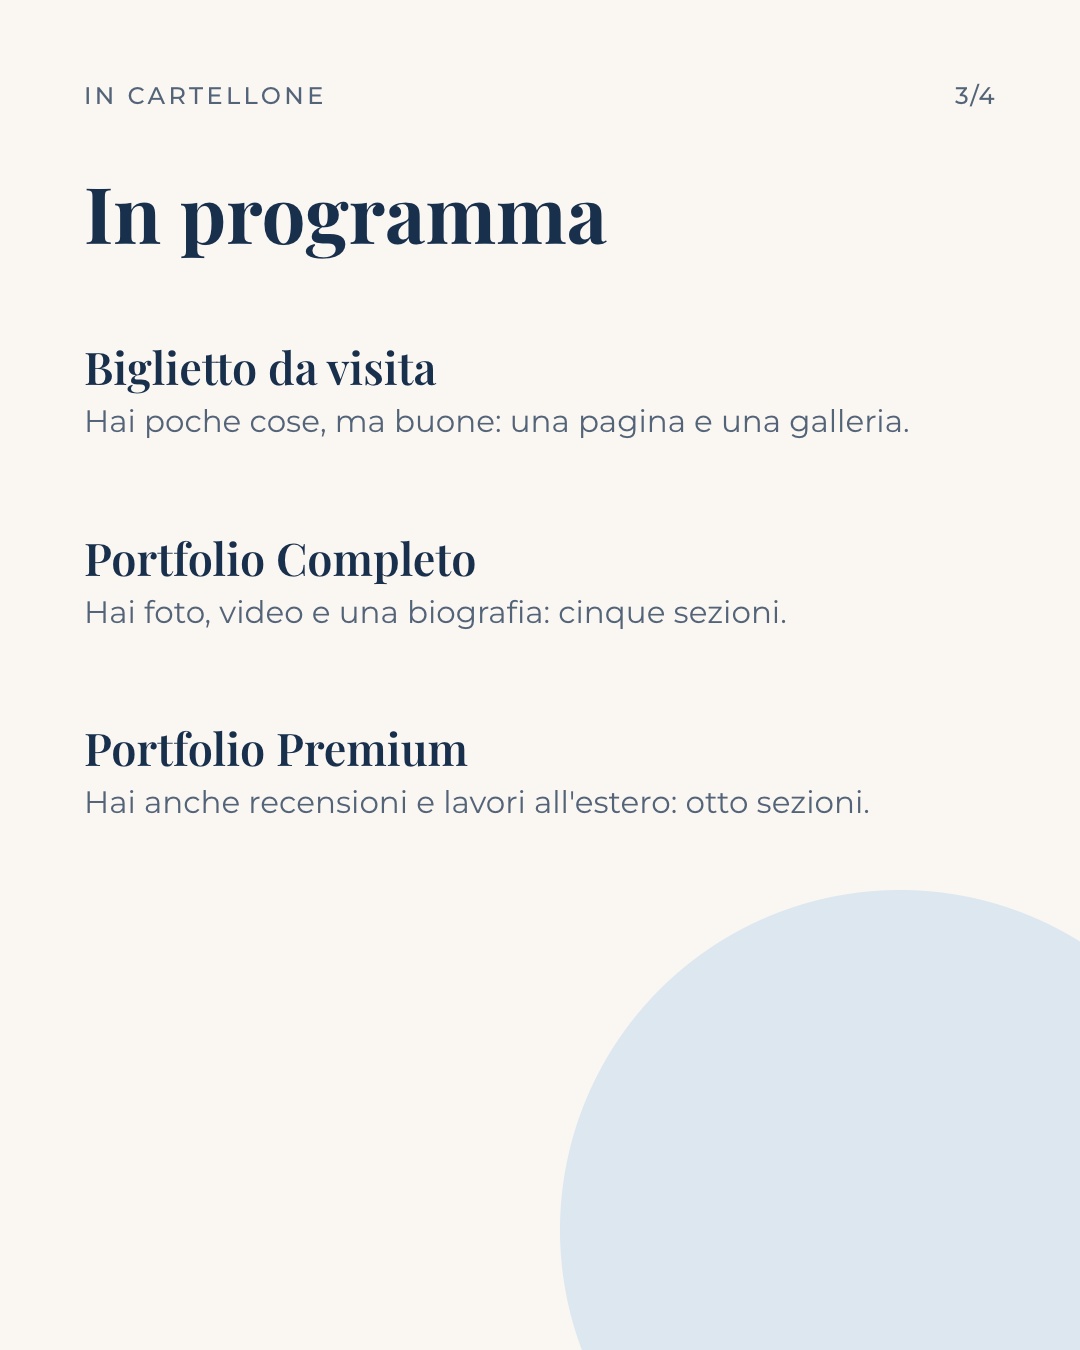 IN CARTELLONE
3/4
In programma
Biglietto da visita
Hai poche cose, ma buone: una pagina e una galleria.
Portfolio Completo
Hai foto, video e una biografia: cinque sezioni.
Portfolio Premium
Hai anche recensioni e lavori all'estero: otto sezioni.